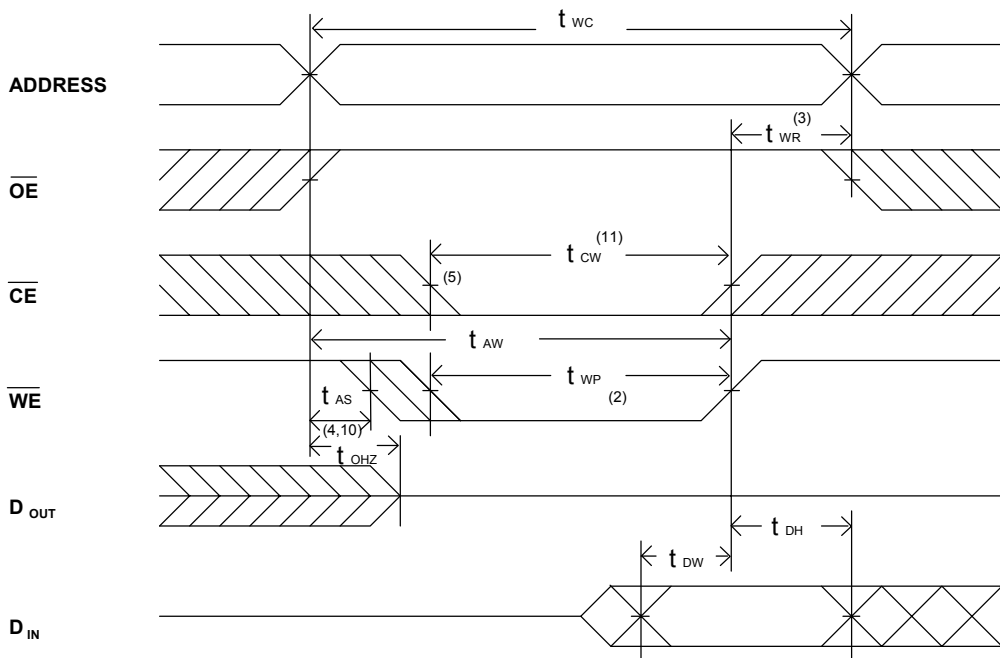 t WC
ADDRESS
t WR (3)
OE
t CW (11)
CE
(5)
t AW
WE
t WP
(2)
t AS
(4,10)
t OHZ
D OUT
t DH
t DW
D IN